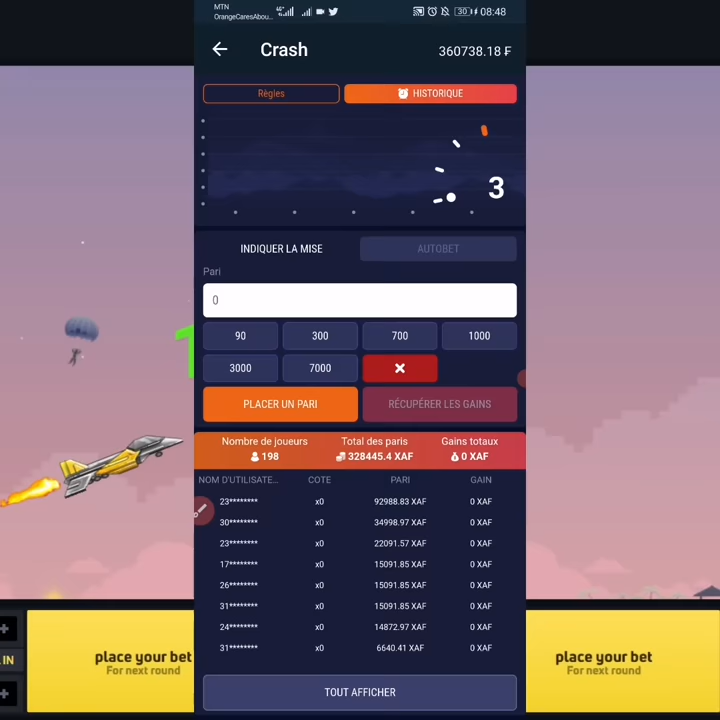 MTN
OrangeCaresAbou...
4G
30
08:48
Crash
360738.18 ₣
Règles
HISTORIQUE
3
INDIQUER LA MISE
AUTOBET
Pari
0
90
300
700
1000
3000
7000
PLACER UN PARI
RÉCUPÉRER LES GAINS
Nombre de joueurs
Total des paris
Gains totaux
198
328445.4 XAF
0 XAF
NOM D'UTILISATE...
COTE
PARI
GAIN
23********
x0
92988.83 XAF
0 XAF
30********
x0
34998.97 XAF
0 XAF
23********
x0
22091.57 XAF
0 XAF
17********
x0
15091.85 XAF
0 XAF
26********
x0
15091.85 XAF
0 XAF
31********
x0
15091.85 XAF
0 XAF
24********
x0
14872.97 XAF
0 XAF
31********
x0
6640.41 XAF
0 XAF
TOUT AFFICHER
IN
place your bet
For next round
place your bet
For next round